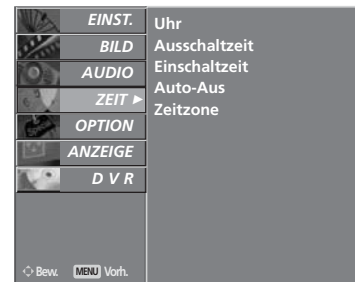 EINST.
BILD
AUDIO
ZEIT
OPTION
ANZEIGE
D V R
Bew. MENU Vorh.
Uhr
Ausschaltzeit
Einschaltzeit
Auto-Aus
Zeitzone